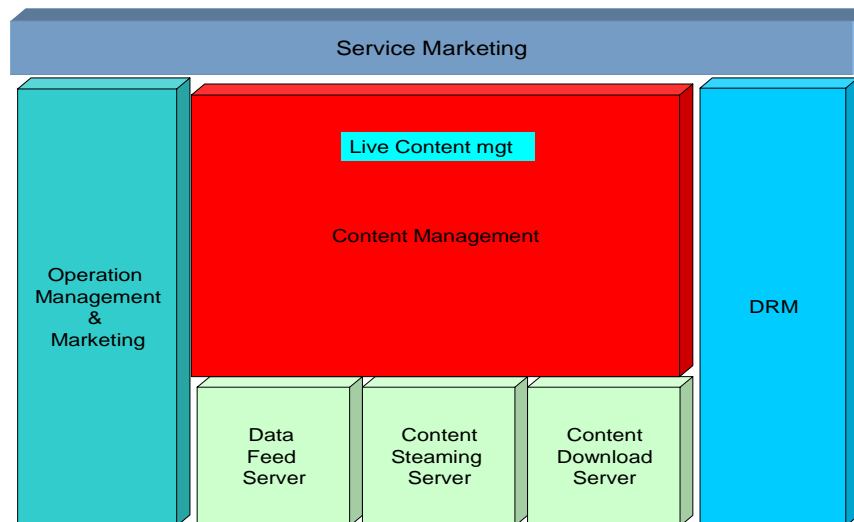 Service Marketing
Live Content mgt
Content Management
Operation
Management
&
Marketing
DRM
Data
Feed
Server
Content
Steaming
Server
Content
Download
Server